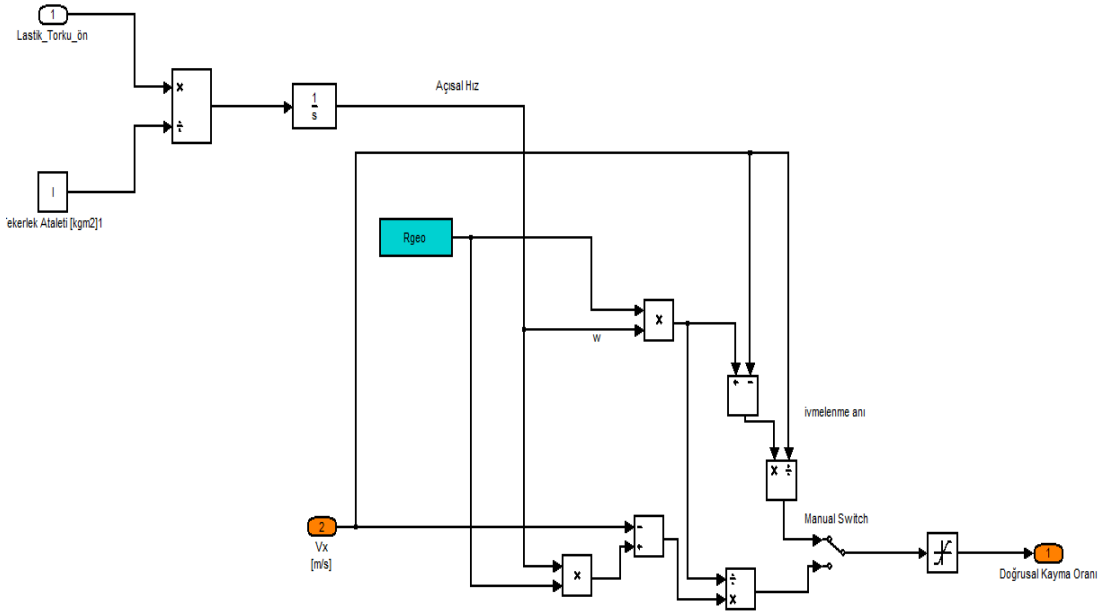 1
Lastik_Torku_ön
×
÷
1
s
Açısal Hız
I
ekerlek Ataleti [kgm2]1
Rgeo
×
w
+ -
ivmelenme anı
× ÷
2
Vx
[m/s]
-
+
×
÷
×
Manual Switch
1
Doğrusal Kayma Oranı